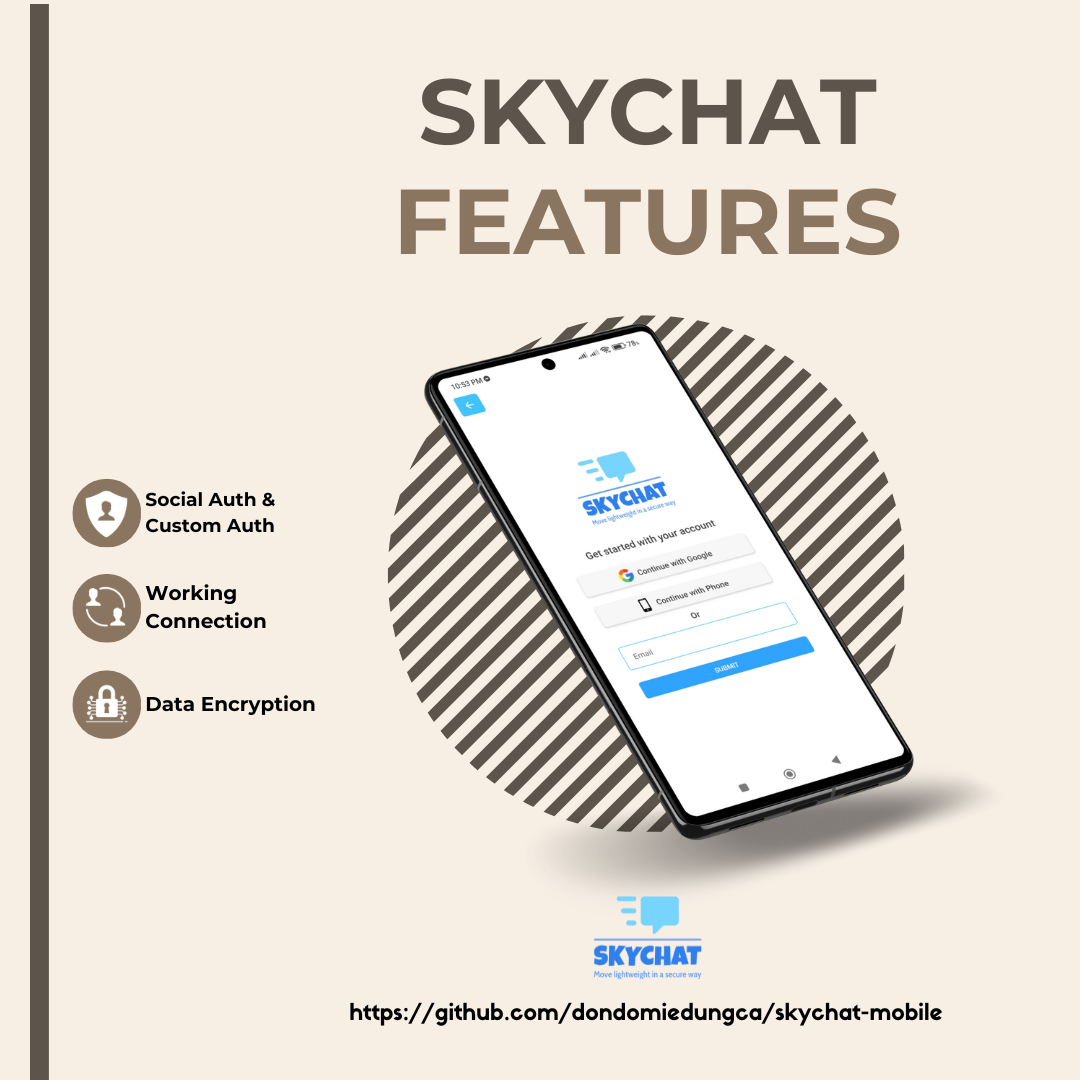 SKYCHAT
FEATURES
Social Auth &
Custom Auth
Working
Connection
Data Encryption
10:53 PM
78%
SKYCHAT
Move lightweight in a secure way
Get started with your account
Continue with Google
Continue with Phone
Or
Email
SUBMIT
SKYCHAT
Move lightweight in a secure way
https://github.com/dondomiedungca/skychat-mobile